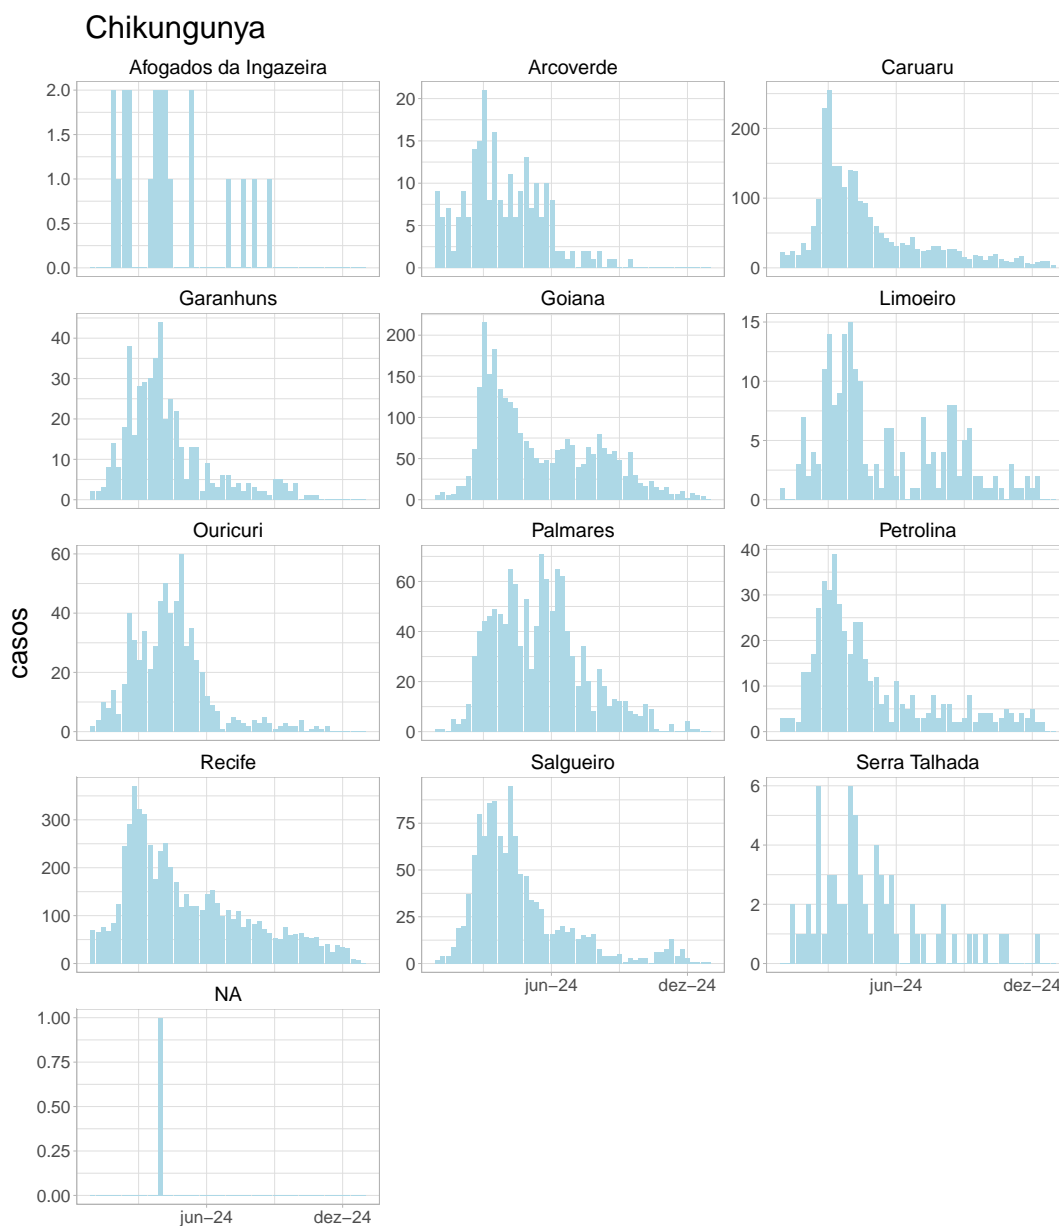 Chikungunya
Afogados da Ingazeira
Arcoverde
Caruaru
2.0
1.5
1.0
0.5
0.0
20
15
10
5
0
200
100
0
Garanhuns
Goiana
Limoeiro
40
30
20
10
0
200
150
100
50
0
15
10
5
0
Ouricuri
Palmares
Petrolina
60
40
20
0
60
40
20
0
40
30
20
10
0
casos
Recife
Salgueiro
Serra Talhada
300
200
100
0
75
50
25
0
6
4
2
0
jun−24
dez−24
jun−24
dez−24
NA
1.00
0.75
0.50
0.25
0.00
jun−24
dez−24